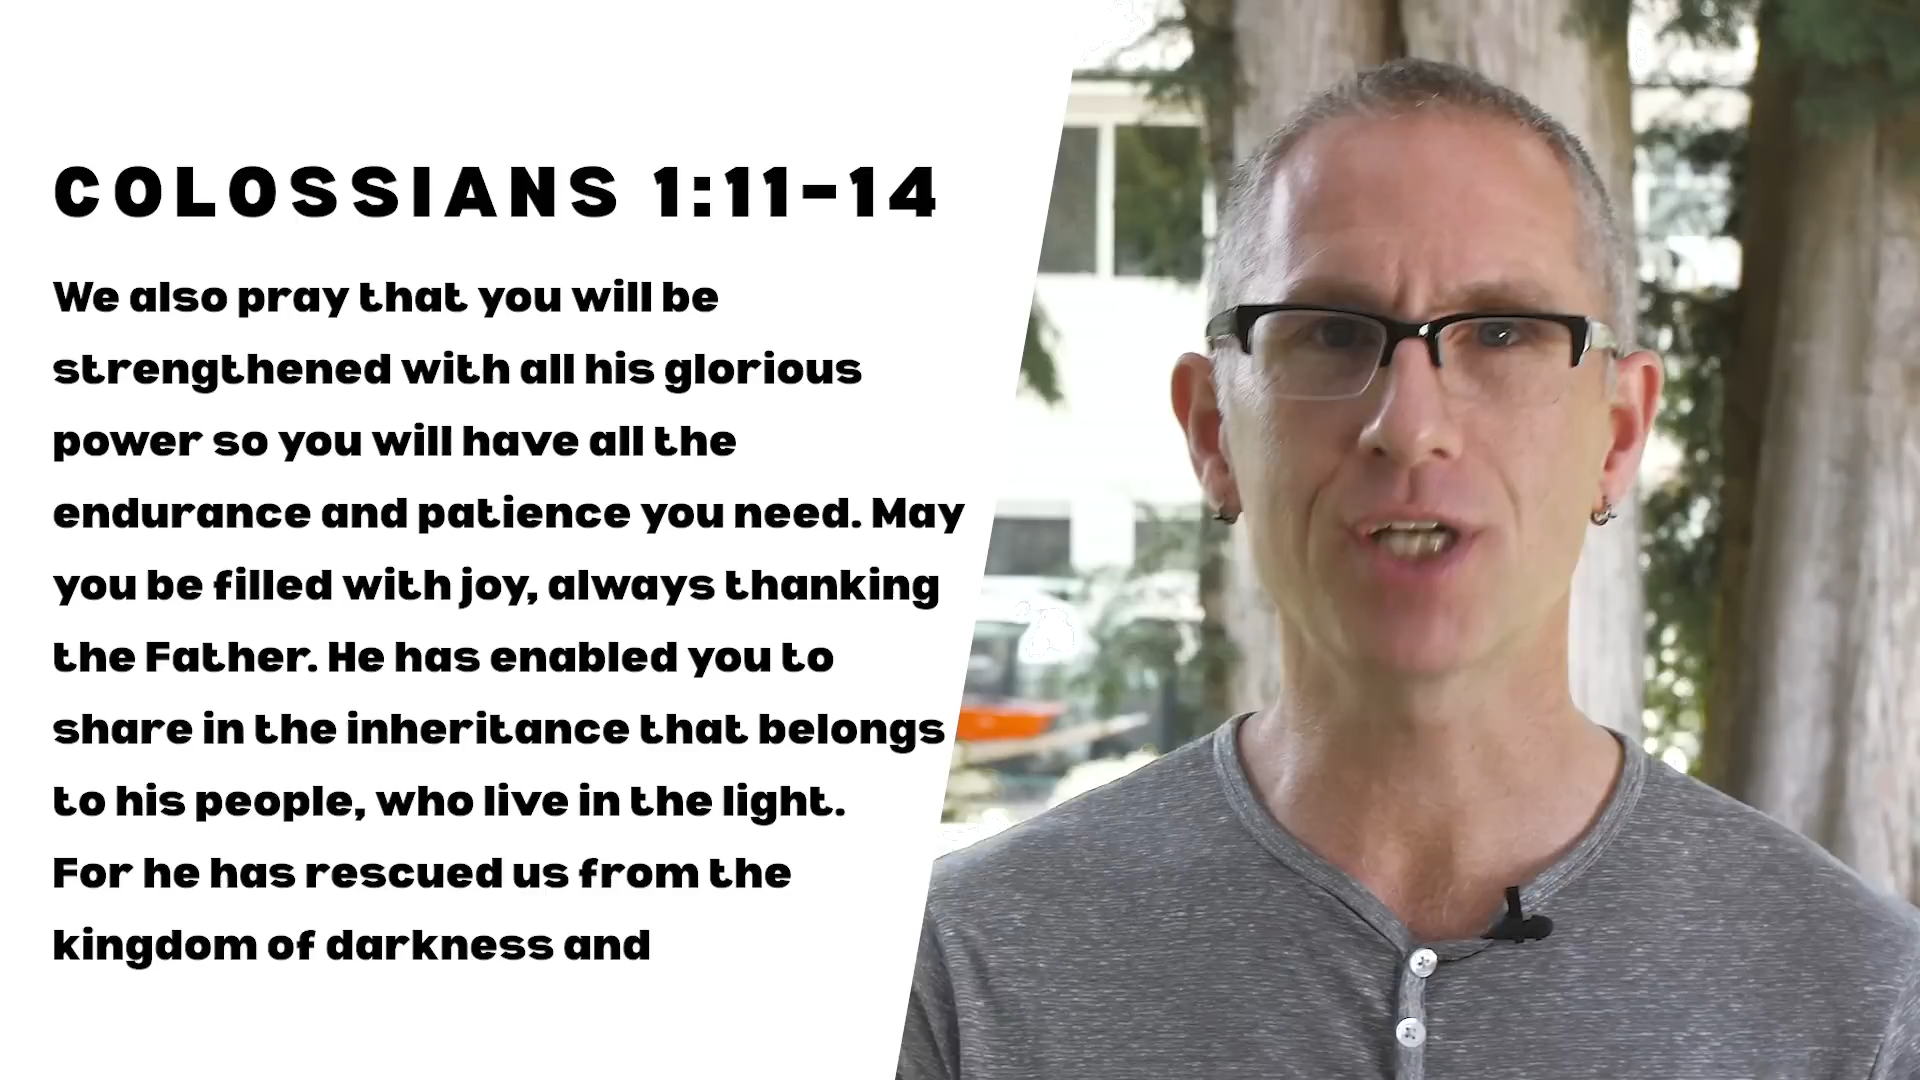 COLOSSIANS 1:11–14
We also pray that you will be
strengthened with all his glorious
power so you will have all the
endurance and patience you need. May
you be filled with joy, always thanking
the Father. He has enabled you to
share in the inheritance that belongs
to his people, who live in the light.
For he has rescued us from the
kingdom of darkness and